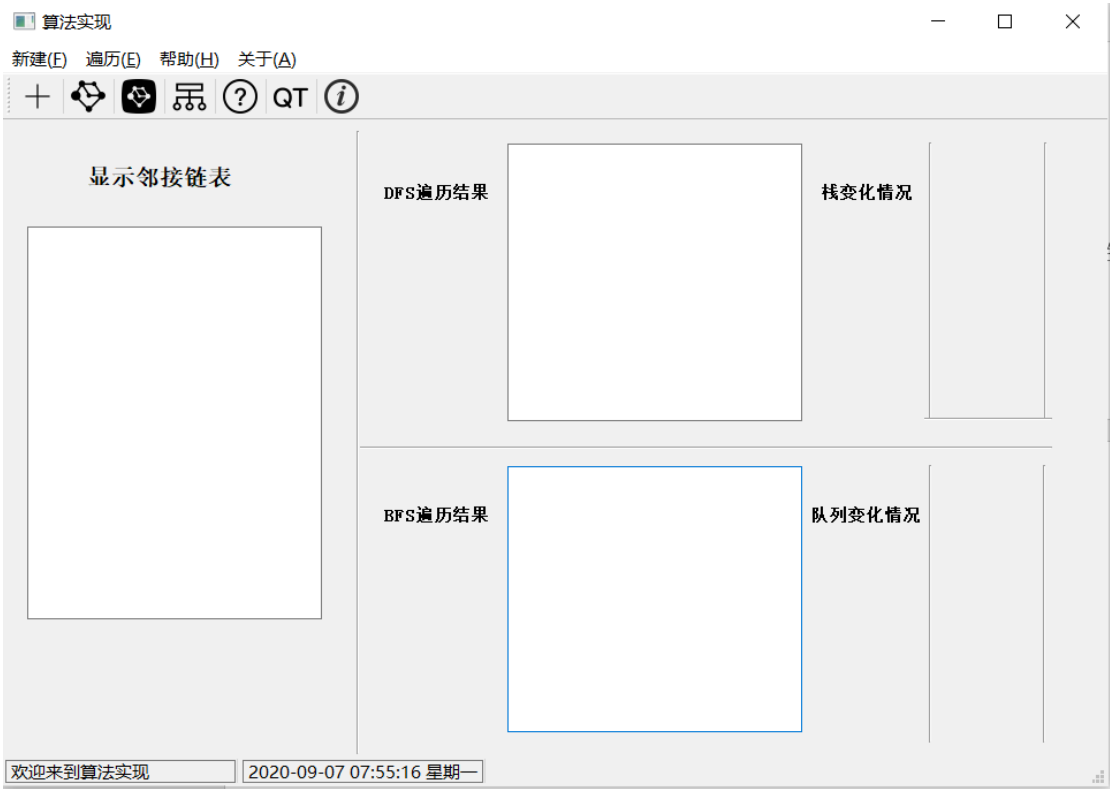 算法实现
新建(F) 遍历(E) 帮助(H) 关于(A)
? QT i
显示邻接链表
DFS遍历结果
栈变化情况
BFS遍历结果
队列变化情况
欢迎来到算法实现
2020-09-07 07:55:16 星期一